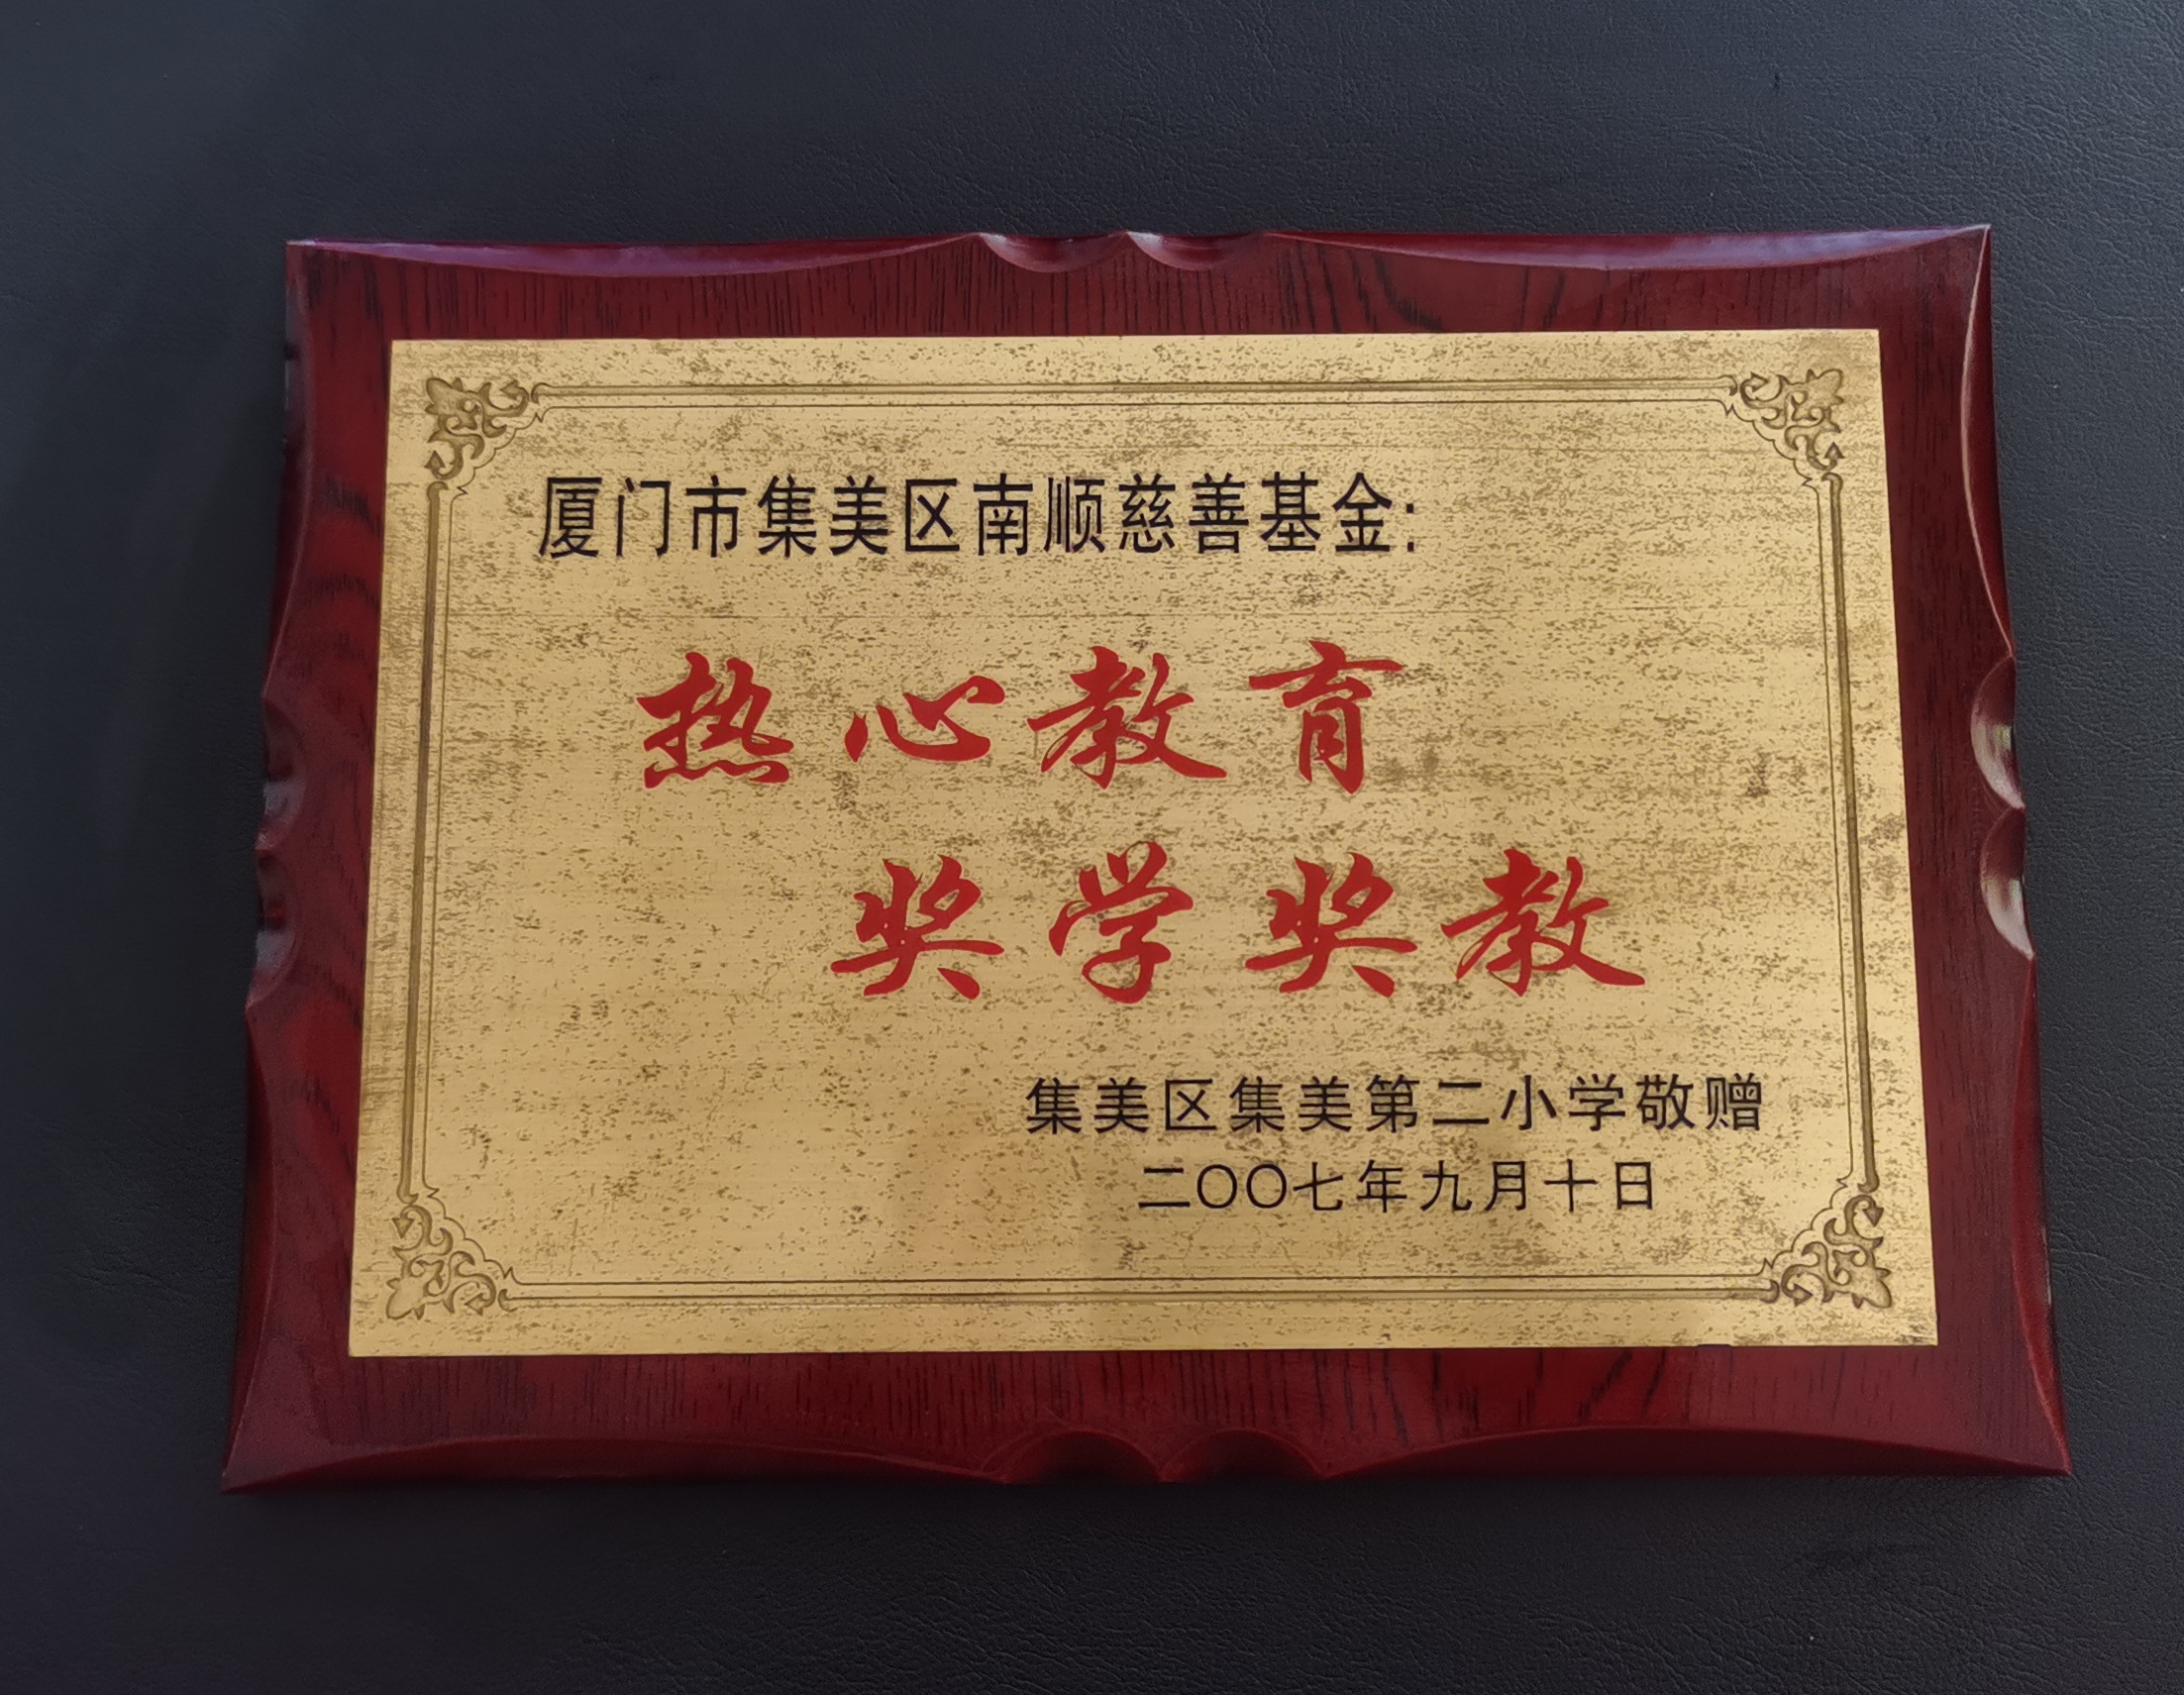 厦门市集美区南顺慈善基金：
热心教育
奖学奖教
集美区集美第二小学敬赠
二〇〇七年九月十日